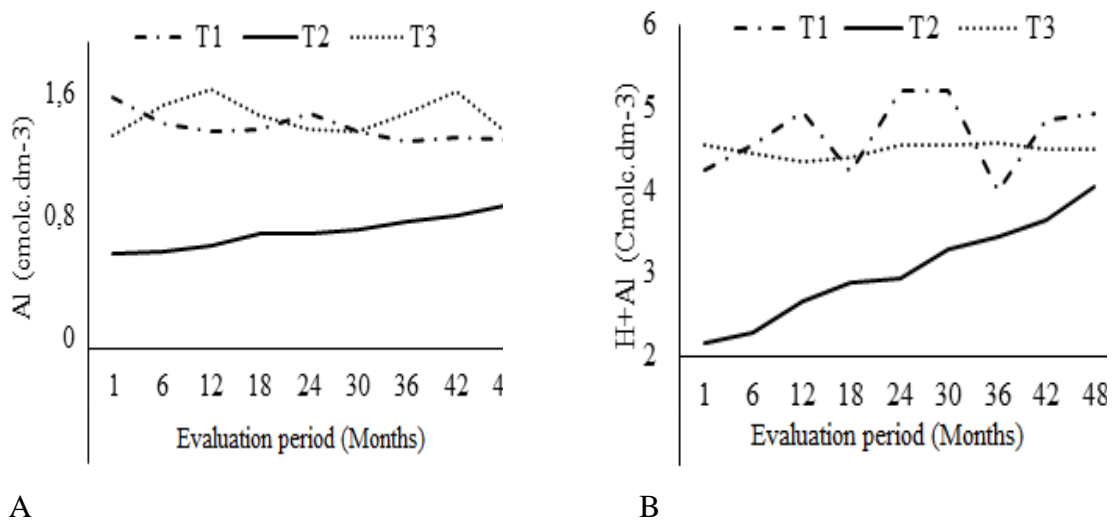 T1 T2 T3
Al (cmolc.dm-3)
1,6
0,8
0
1 6 12 18 24 30 36 42 4
Evaluation period (Months)
A
T1 T2 T3
H+Al (Cmolc.dm-3)
6
5
4
3
2
1 6 12 18 24 30 36 42 48
Evaluation period (Months)
B